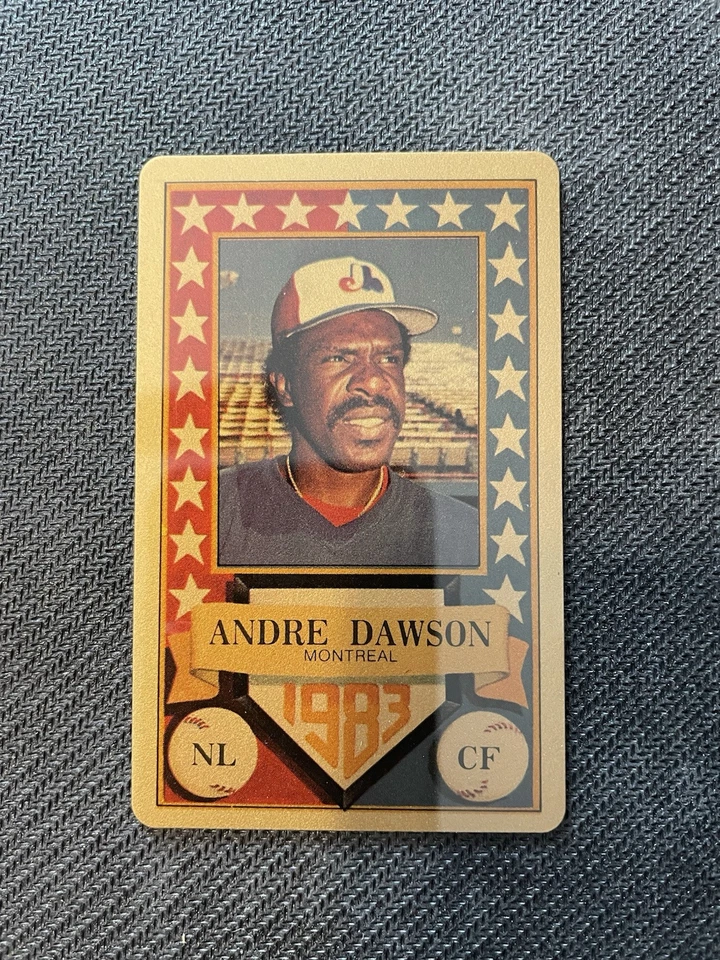 ANDRE DAWSON
MONTREAL
1983
NL
CF